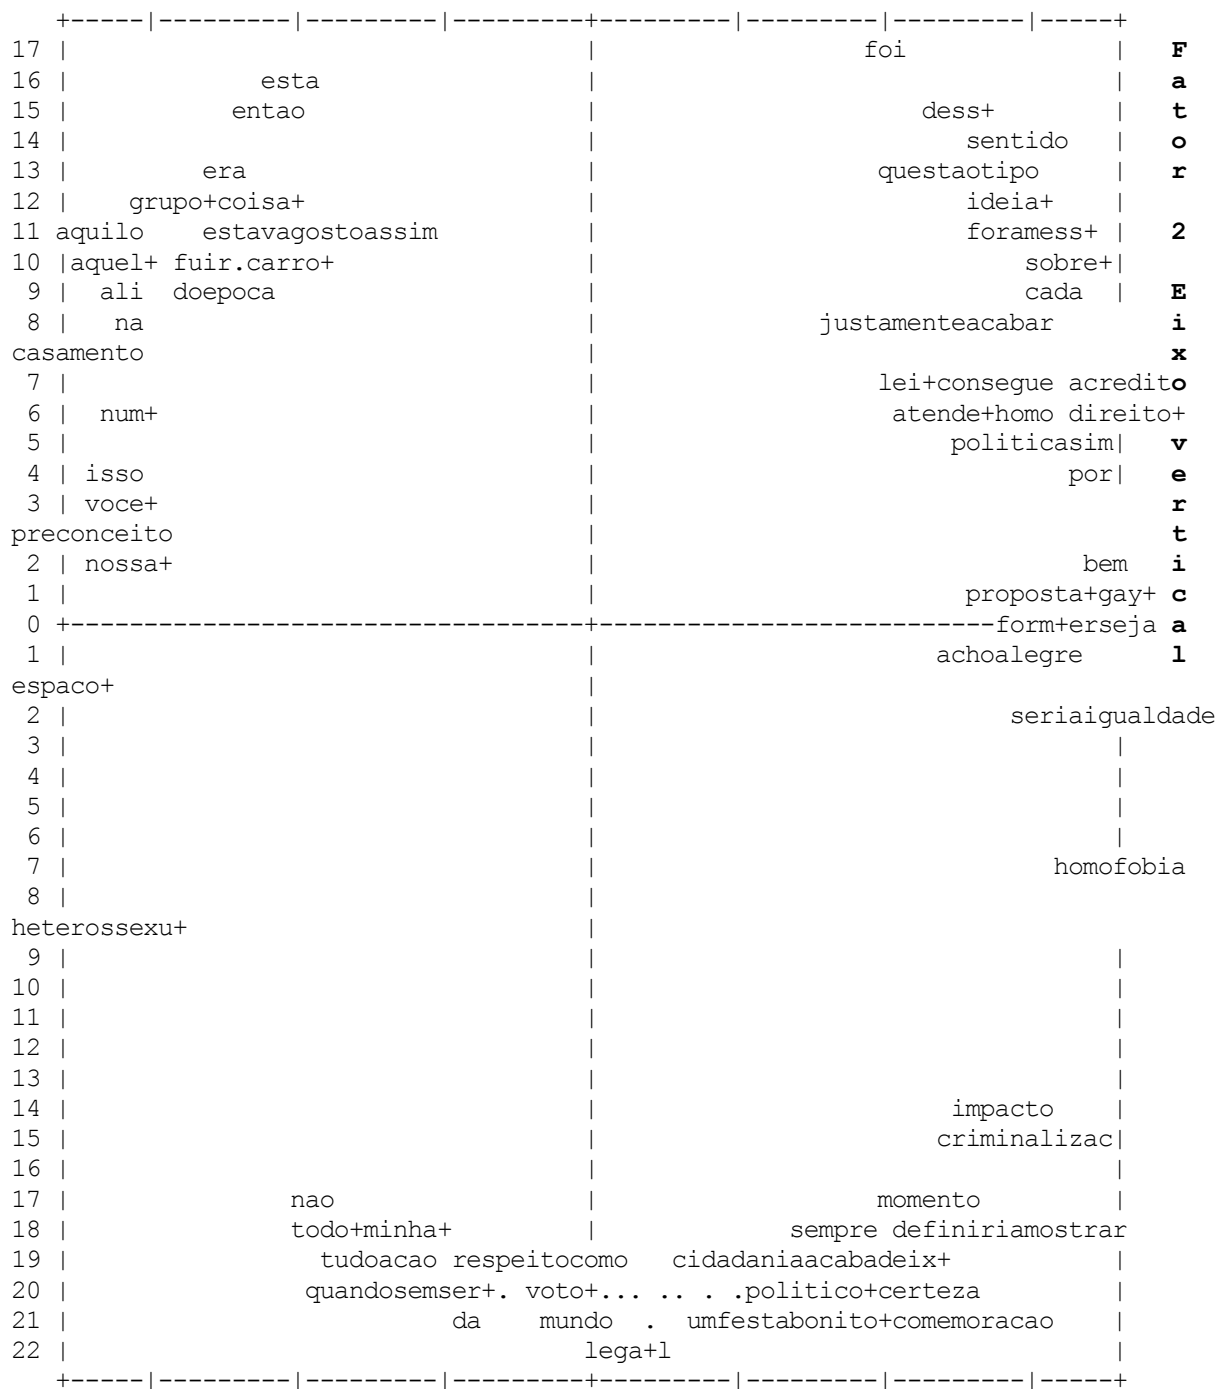 +-----|---------|---------|---------+---------|---------|---------|-----+
17 |                                    |                  foi              |    F
16 |             esta                   |                                   |    a
15 |           entao                    |                      dess+        |    t
14 |                                    |                         sentido   |    o
13 |         era                        |                   questaotipo     |    r
12 |    grupo+coisa+                    |                         ideia+    |
11 aquilo    estavagostoassim           |                         foramess+ |    2
10 |aquel+ fuir.carro+                  |                             sobre+|
9 |  ali  doepoca                      |                             cada  |    E
8 |   na                               |               justamenteacabar    i
casamento                               |                                       x
7 |                                    |                   lei+consegue acredito
6 |  num+                              |                    atende+homo direito+
5 |                                    |                        politicasim|    v
4 | isso                               |                                por|    e
3 | voce+                              |                                        r
preconceito                             |                                       t
2 | nossa+                             |                                 bem   i
1 |                                    |                         proposta+gay+ c
0 +------------------------------------+---------------------------form+erseja a
1 |                                    |                       achoalegre      l
espaco+                                 |
2 |                                    |                            seriaigualdade
3 |                                    |                                   |
4 |                                    |                                   |
5 |                                    |                                   |
6 |                                    |                                   |
7 |                                    |                               homofobia
8 |                                    |
heterossexu+                            |
9 |                                    |                                   |
10 |                                    |                                   |
11 |                                    |                                   |
12 |                                    |                                   |
13 |                                    |                                   |
14 |                                    |                        impacto    |
15 |                                    |                       criminalizac|
16 |                                    |                                   |
17 |               nao                  |                   momento         |
18 |               todo+minha+          |             sempre definiriamostrar
19 |                 tudoacao respeitocomo   cidadaniaacabadeix+           |
20 |                quandosemser+. voto+... .. . .politico+certeza         |
21 |                          da    mundo  .  umfestabonito+comemoracao    |
22 |                                   lega+l                              |
+-----|---------|---------|---------+---------|---------|---------|-----+